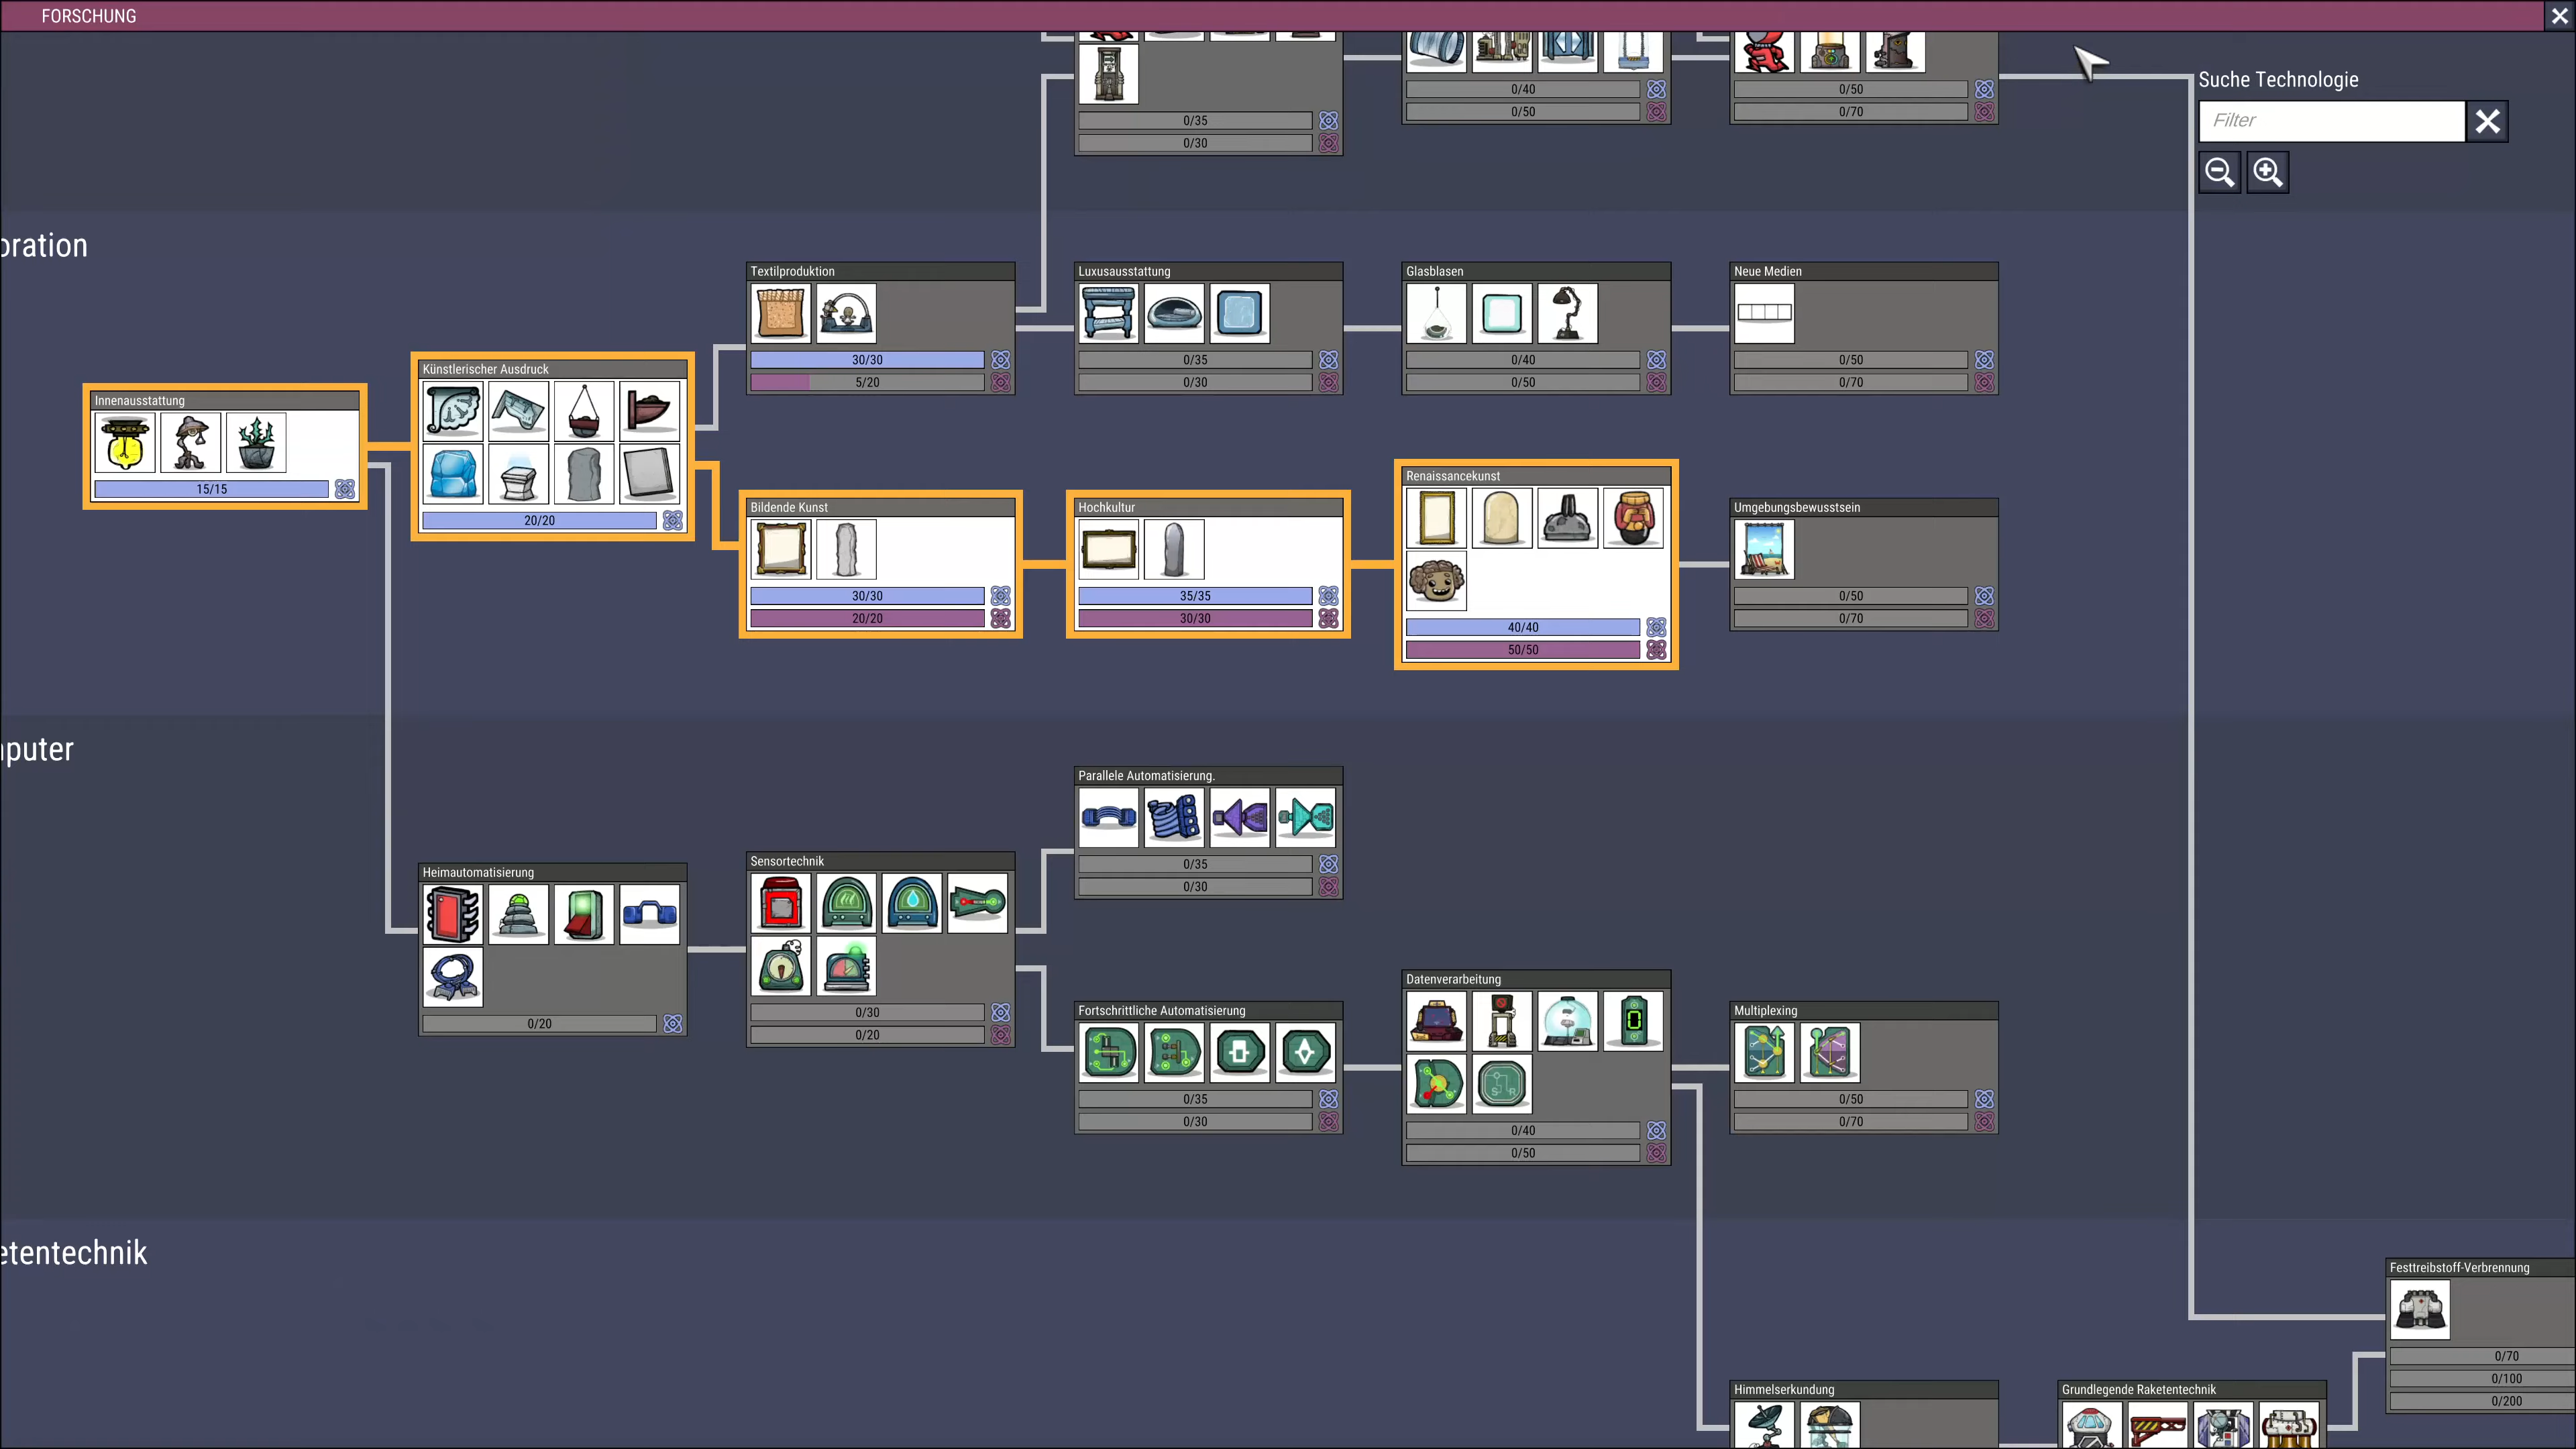 FORSCHUNG
Suche Technologie
Filter
0/35
0/30
0/40
0/50
0/50
0/70
oration
Textilproduktion
30/30
5/20
Luxusausstattung
0/35
0/30
Glasblasen
0/40
0/50
Neue Medien
0/50
0/70
Innenausstattung
15/15
Künstlerischer Ausdruck
20/20
Bildende Kunst
30/30
20/20
Hochkultur
35/35
30/30
Renaissancekunst
40/40
50/50
Umgebungsbewusstsein
0/50
0/70
puter
Parallele Automatisierung.
0/35
0/30
Heimautomatisierung
0/20
Sensortechnik
0/30
0/20
Fortschrittliche Automatisierung
0/35
0/30
Datenverarbeitung
0
S R
0/40
0/50
Multiplexing
0/50
0/70
etentechnik
Festtreibstoff-Verbrennung
0/70
0/100
0/200
Himmelserkundung
Grundlegende Raketentechnik